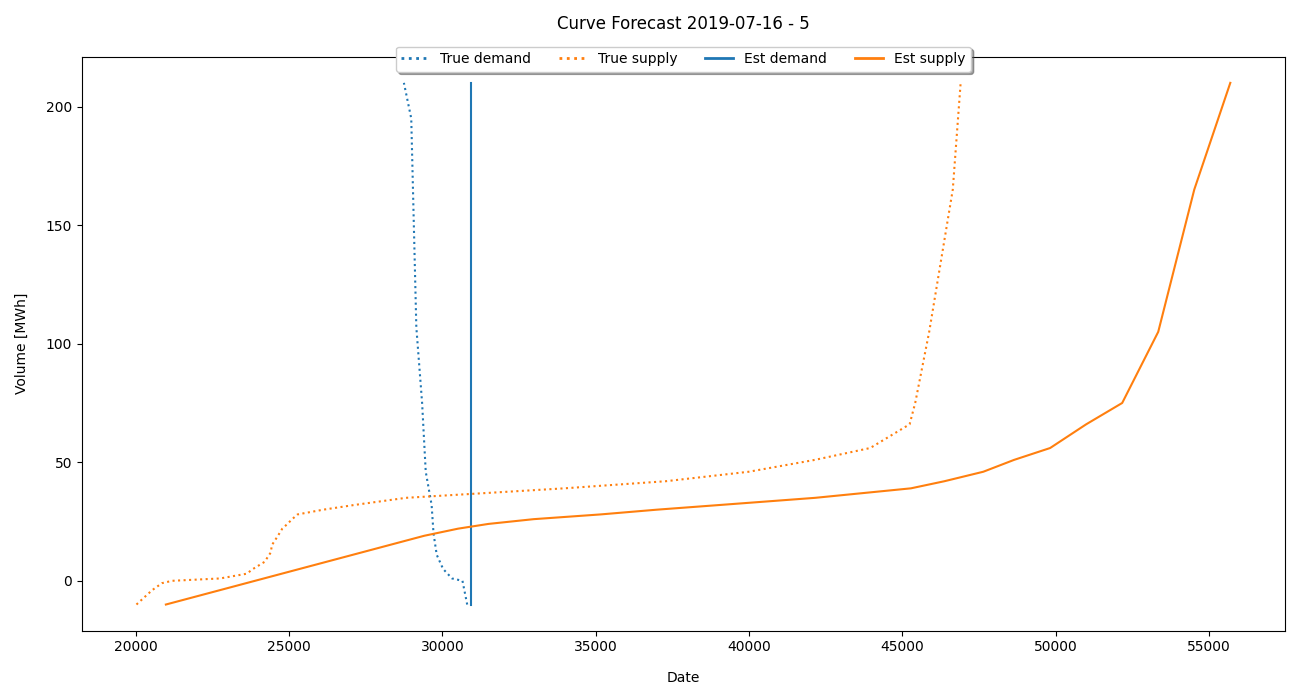 Curve Forecast 2019-07-16 - 5
True demand True supply Est demand Est supply
200
150
100
50
0
Volume [MWh]
20000 25000 30000 35000 40000 45000 50000 55000
Date